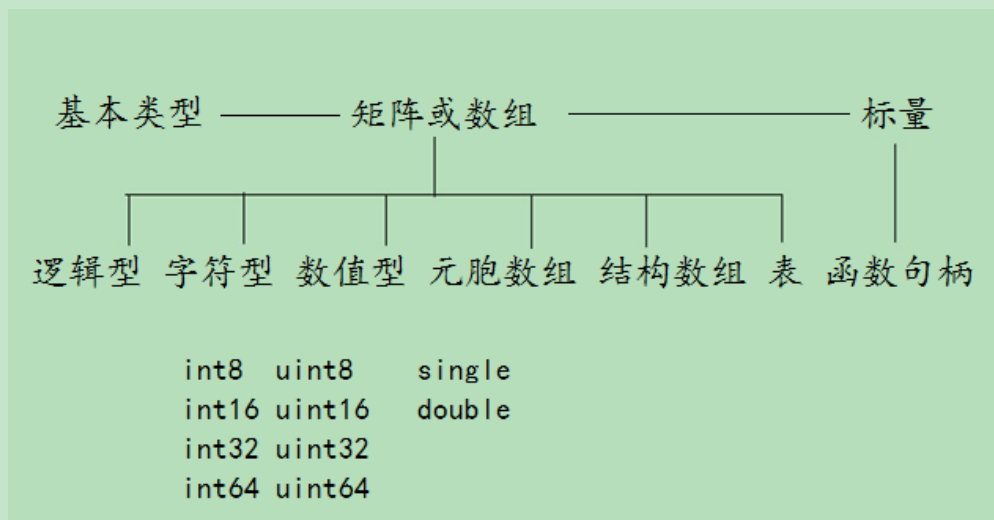 基本类型 矩阵或数组 标量
逻辑型 字符型 数值型 元胞数组 结构数组 表 函数句柄
int8 uint8 single
int16 uint16 double
int32 uint32
int64 uint64